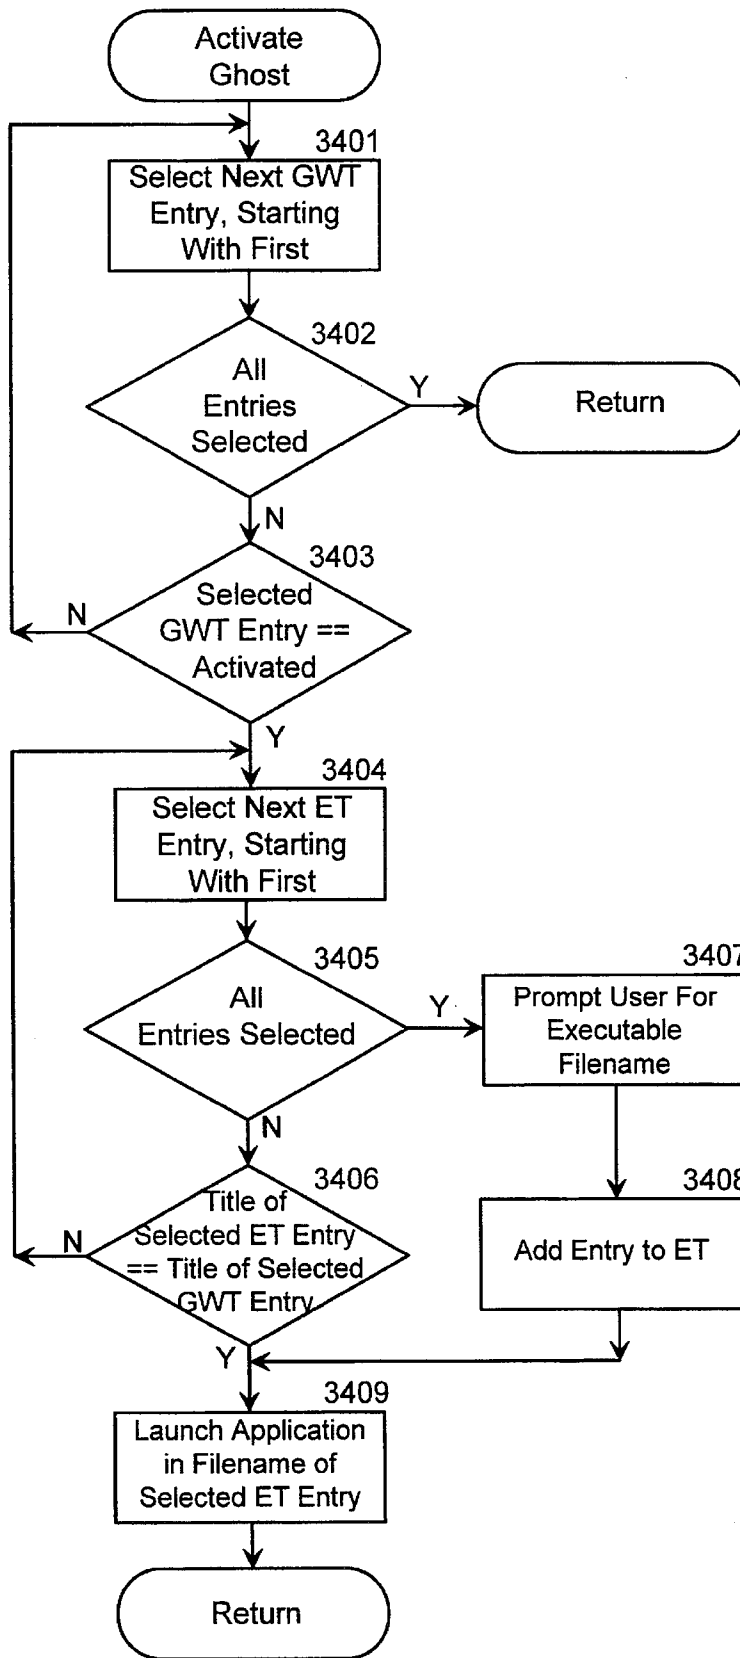 Activate
Ghost
3401
Select Next GWT
Entry, Starting
With First
3402
All
Entries
Selected
Y
Return
N
3403
Selected
GWT Entry ==
Activated
N
Y
3404
Select Next ET
Entry, Starting
With First
3405
All
Entries Selected
Y
3407
Prompt User For
Executable
Filename
N
3406
Title of
Selected ET Entry
== Title of Selected
GWT Entry
N
3408
Add Entry to ET
Y
3409
Launch Application
in Filename of
Selected ET Entry
Return